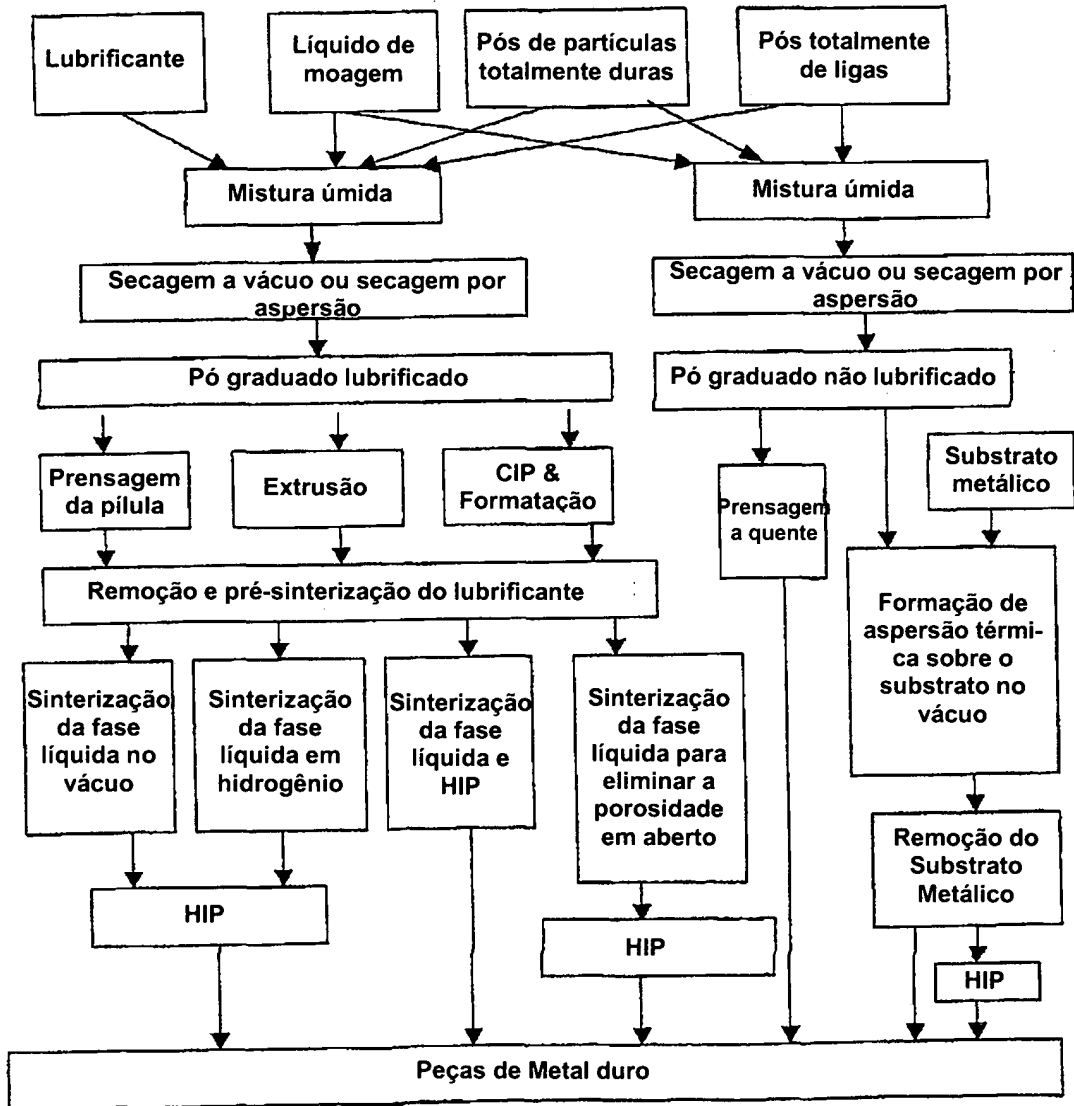 Lubrificante
Líquido de
moagem
Pós de partículas
totalmente duras
Pós totalmente
de ligas
Mistura úmida
Mistura úmida
Secagem a vácuo ou secagem por
aspersão
Secagem a vácuo ou secagem por
aspersão
Pó graduado lubrificado
Pó graduado não lubrificado
Prensagem
da pílula
Extrusão
CIP &
Formatação
Prensagem
a quente
Substrato
metálico
Remoção e pré-sinterização do lubrificante
Formação de
aspersão térmi-
ca sobre o
substrato no
vácuo
Sinterização
da fase
líquida no
vácuo
Sinterização
da fase
líquida em
hidrogênio
Sinterização
da fase
líquida e
HIP
Sinterização
da fase
líquida para
eliminar a
porosidade
em aberto
Remoção do
Substrato
Metálico
HIP
HIP
HIP
Peças de Metal duro